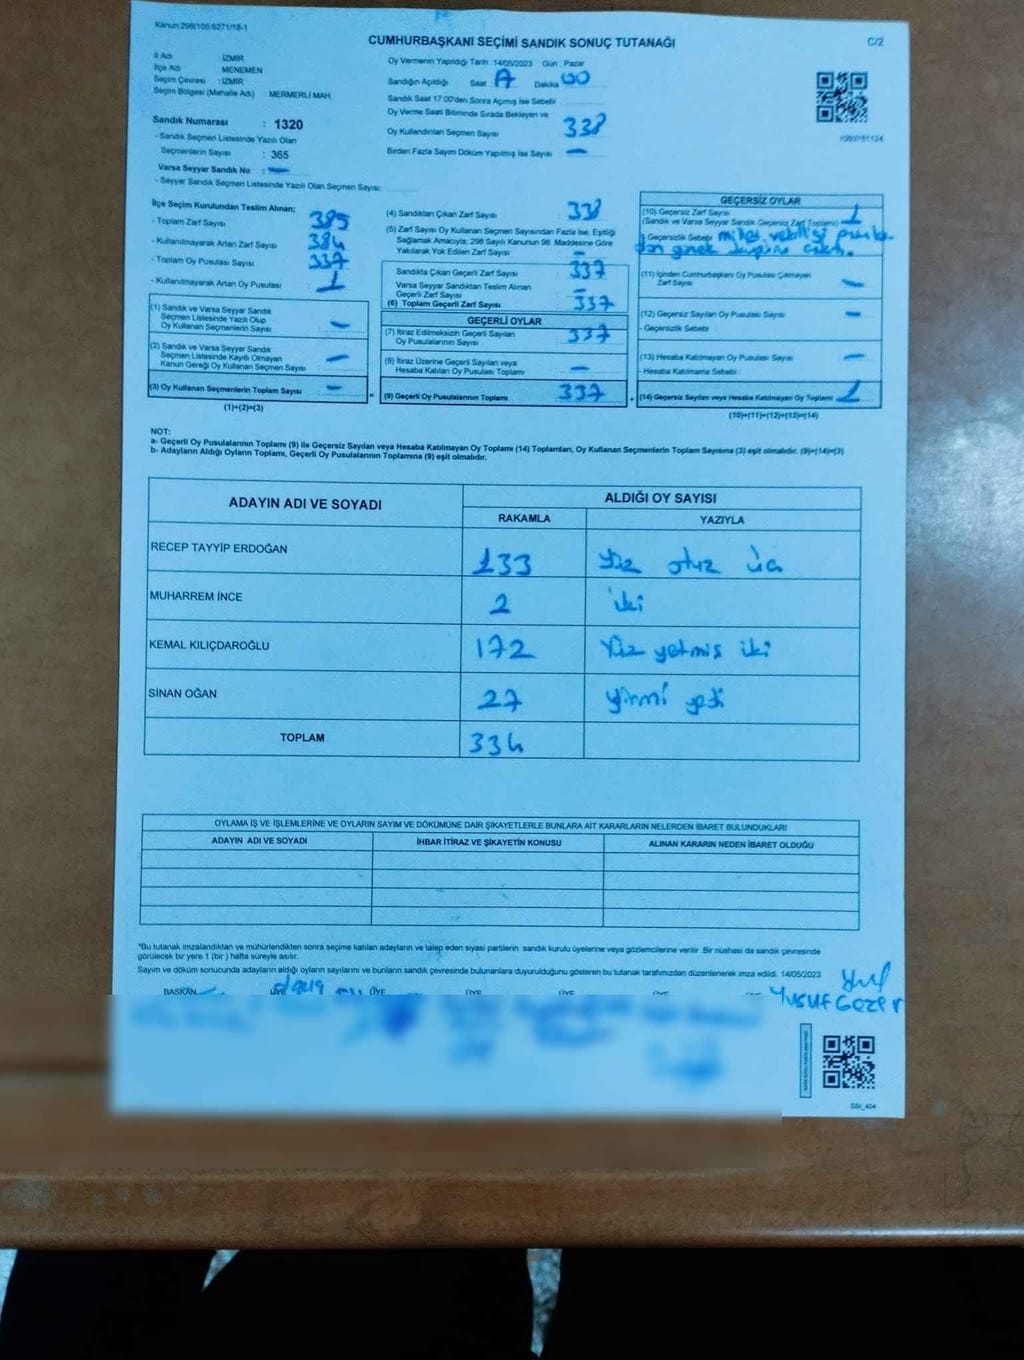 Kanun:298/105;6271/18-1
CUMHURBAŞKANI SEÇİMİ SANDIK SONUÇ TUTANAĞI
C/2
İl Adı : İZMİR
İlçe Adı : MENEMEN
Seçim Çevresi : İZMİR
Seçim Bölgesi (Mahalle Adı) : MERMERLİ MAH.
Sandık Numarası : 1320
- Sandık Seçmen Listesinde Yazılı Olan
Seçmenlerin Sayısı : 365
Varsa Seyyar Sandık No : -
- Seyyar Sandık Seçmen Listesinde Yazılı Olan Seçmen Sayısı:
Oy Vermenin Yapıldığı Tarih : 14/05/2023 Gün : Pazar
Sandığın Açıldığı Saat Dakika 00
Sandık Saat 17:00'den Sonra Açılmış İse Sebebi
Oy Verme Saati Bitiminde Sırada Bekleyen ve
Oy Kullandırılan Seçmen Sayısı 338
Birden Fazla Sayım Döküm Yapılmış İse Sayısı -
İlçe Seçim Kurulundan Teslim Alınan;
- Toplam Zarf Sayısı 385
- Kullanılmayarak Artan Zarf Sayısı 384
- Toplam Oy Pusulası Sayısı 337
- Kullanılmayarak Artan Oy Pusulası 1
(1) Sandık ve Varsa Seyyar Sandık
Seçmen Listesinde Yazılı Olup
Oy Kullanan Seçmenlerin Sayısı -
(2) Sandık ve Varsa Seyyar Sandık
Seçmen Listesinde Kayıtlı Olmayan
Kanun Gereği Oy Kullanan Seçmen Sayısı -
(3) Oy Kullanan Seçmenlerin Toplam Sayısı - =
(1)+(2)=(3)
(4) Sandıktan Çıkan Zarf Sayısı 338
(5) Zarf Sayısı Oy Kullanan Seçmen Sayısından Fazla İse, Eşitliği
Sağlamak Amacıyla; 298 Sayılı Kanunun 98. Maddesine Göre
Yakılarak Yok Edilen Zarf Sayısı -
Sandıkta Çıkan Geçerli Zarf Sayısı 337
Varsa Seyyar Sandıktan Teslim Alınan
Geçerli Zarf Sayısı -
(6) Toplam Geçerli Zarf Sayısı 337
GEÇERLİ OYLAR
(7) İtiraz Edilmeksizin Geçerli Sayılan
Oy Pusulalarının Sayısı 337
(8) İtiraz Üzerine Geçerli Sayılan veya
Hesaba Katılan Oy Pusulası Toplamı -
(9) Geçerli Oy Pusulalarının Toplamı 337 +
GEÇERSİZ OYLAR
(10) Geçersiz Zarf Sayısı 1
(Sandık ve Varsa Seyyar Sandık Geçersiz Zarf Toplamı)
- Geçersizlik Sebebi
(11) İçinden Cumhurbaşkanı Oy Pusulası Çıkmayan
Zarf Sayısı -
(12) Geçersiz Sayılan Oy Pusulası Sayısı -
- Geçersizlik Sebebi
(13) Hesaba Katılmayan Oy Pusulası Sayısı -
- Hesaba Katılmama Sebebi
(14) Geçersiz Sayılan veya Hesaba Katılmayan Oy Toplamı 1
(10)+(11)+(12)+(13)=(14)
NOT:
a- Geçerli Oy Pusulalarının Toplamı (9) ile Geçersiz Sayılan veya Hesaba Katılmayan Oy Toplamı (14) Toplamları, Oy Kullanan Seçmenlerin Toplam Sayısına (3) eşit olmalıdır. (9)+(14)=(3)
b- Adayların Aldığı Oyların Toplamı, Geçerli Oy Pusulalarının Toplamına (9) eşit olmalıdır.
ADAYIN ADI VE SOYADI ALDIĞI OY SAYISI
RAKAMLA YAZIYLA
RECEP TAYYİP ERDOĞAN 133 Yüz otuz üç
MUHARREM İNCE 2 iki
KEMAL KILIÇDAROĞLU 172 Yüz yetmiş iki
SİNAN OĞAN 27 yirmi yedi
TOPLAM 334
OYLAMA İŞ VE İŞLEMLERİNE VE OYLARIN SAYIM VE DÖKÜMÜNE DAİR ŞİKAYETLERLE BUNLARA AİT KARARLARIN NELERDEN İBARET BULUNDUKLARI
ADAYIN ADI VE SOYADI İHBAR İTİRAZ VE ŞİKAYETİN KONUSU ALINAN KARARIN NEDEN İBARET OLDUĞU
*Bu tutanak imzalandıktan ve mühürlendikten sonra seçime katılan adayların ve talep eden siyasi partilerin sandık kurulu üyelerine veya gözlemcilerine verilir. Bir nüshası da sandık çevresinde
görülecek bir yere 1 (bir) hafta süreyle asılır.
Sayım ve döküm sonucunda adayların aldığı oyların sayılarını ve bunların sandık çevresinde bulunanlara duyurulduğunu gösteren bu tutanak tarafımızdan düzenlenerek imza edildi. 14/05/2023
BAŞKAN ÜYE ÜYE ÜYE ÜYE ÜYE
YUSUF GEZER